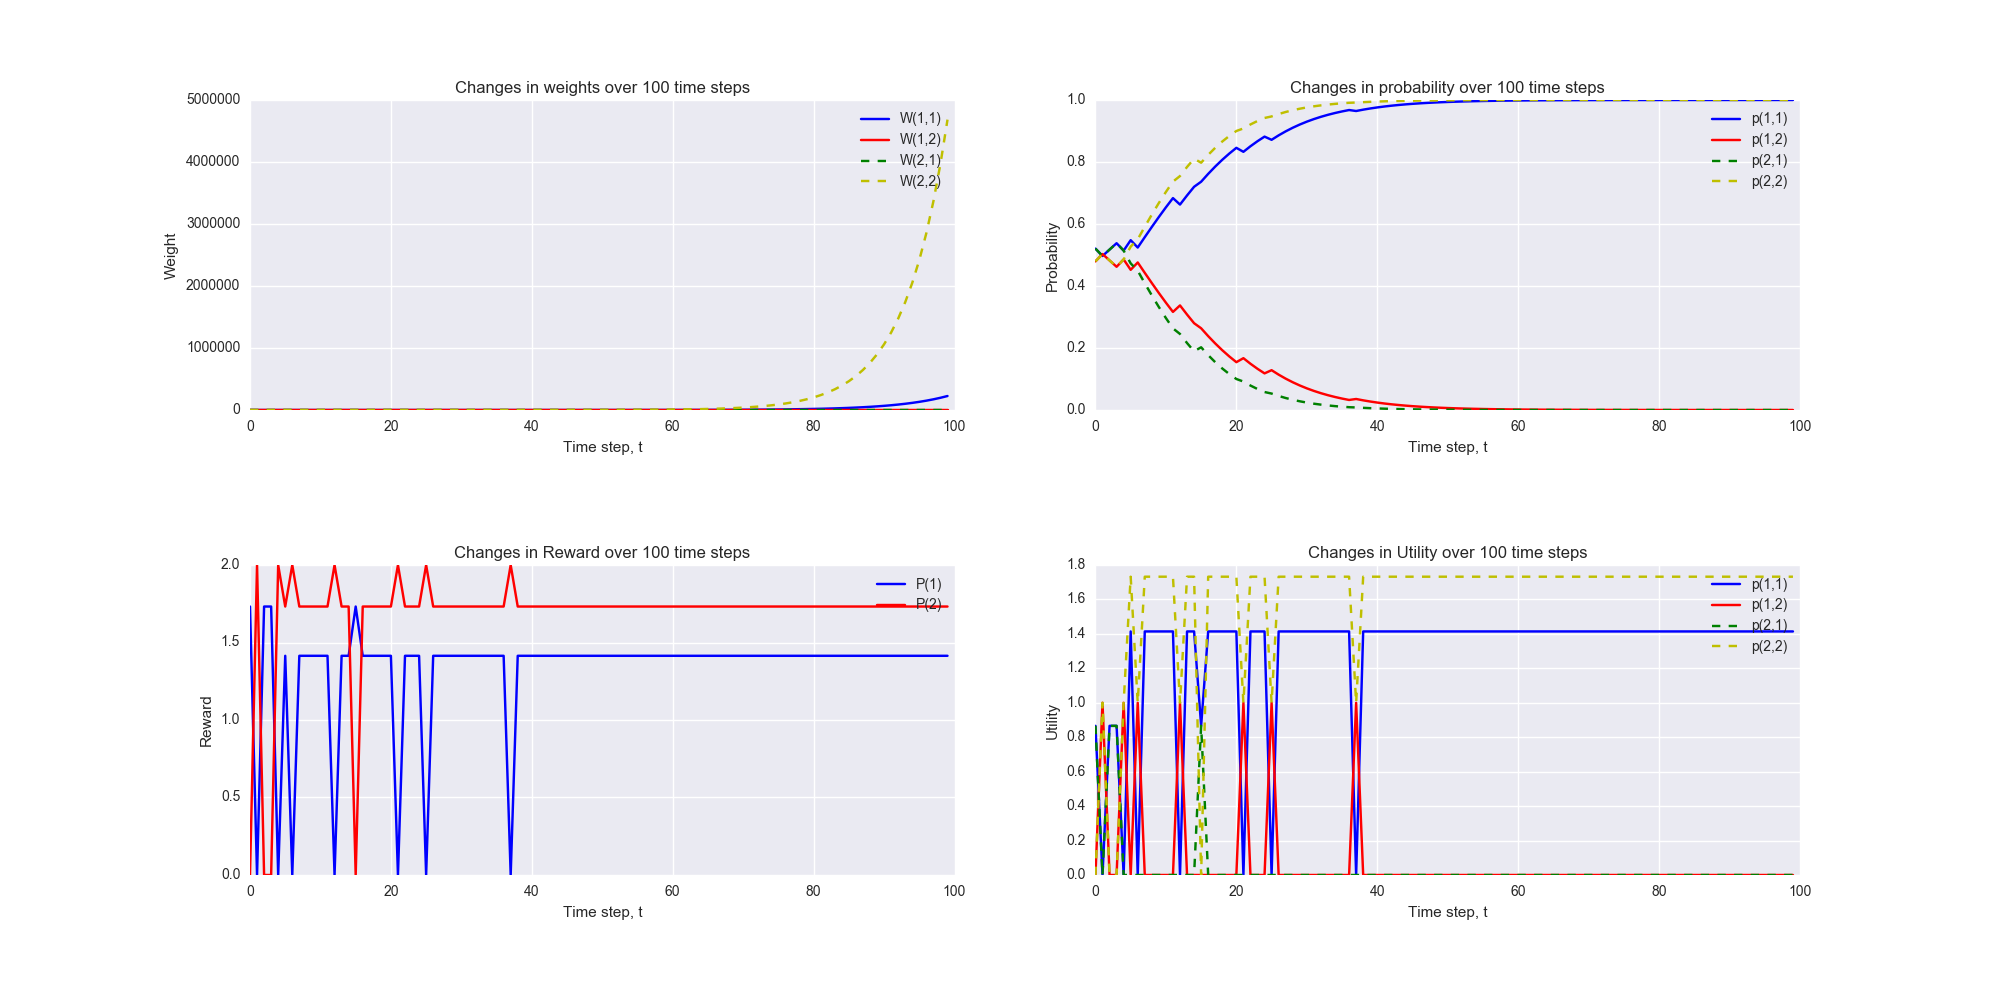 Changes in weights over 100 time steps
5000000
4000000
3000000
2000000
1000000
0
Weight
W(1,1)
W(1,2)
W(2,1)
W(2,2)
0 20 40 60 80 100
Time step, t
Changes in probability over 100 time steps
1.0
0.8
0.6
0.4
0.2
0.0
Probability
p(1,1)
p(1,2)
p(2,1)
p(2,2)
0 20 40 60 80 100
Time step, t
Changes in Reward over 100 time steps
2.0
1.5
1.0
0.5
0.0
Reward
P(1)
P(2)
0 20 40 60 80 100
Time step, t
Changes in Utility over 100 time steps
1.8
1.6
1.4
1.2
1.0
0.8
0.6
0.4
0.2
0.0
Utility
p(1,1)
p(1,2)
p(2,1)
p(2,2)
0 20 40 60 80 100
Time step, t